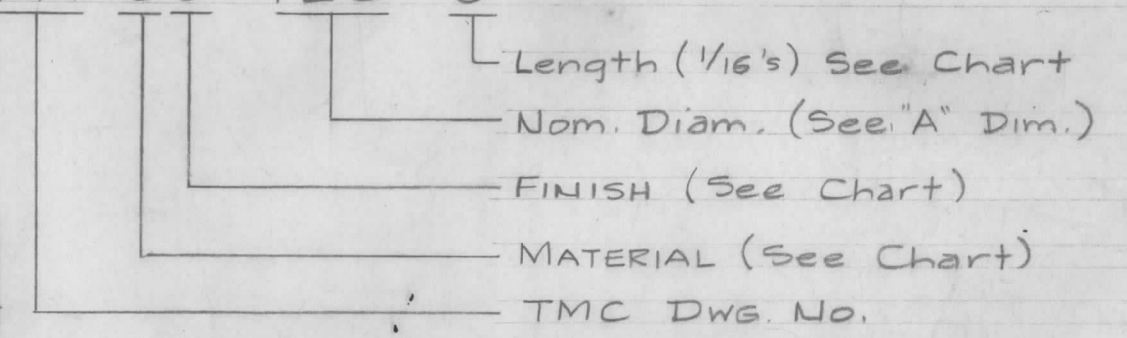 Length (1/16's) See Chart
Nom. Diam. (See "A" Dim.)
FINISH (See Chart)
MATERIAL (See Chart)
TMC DWG. NO.